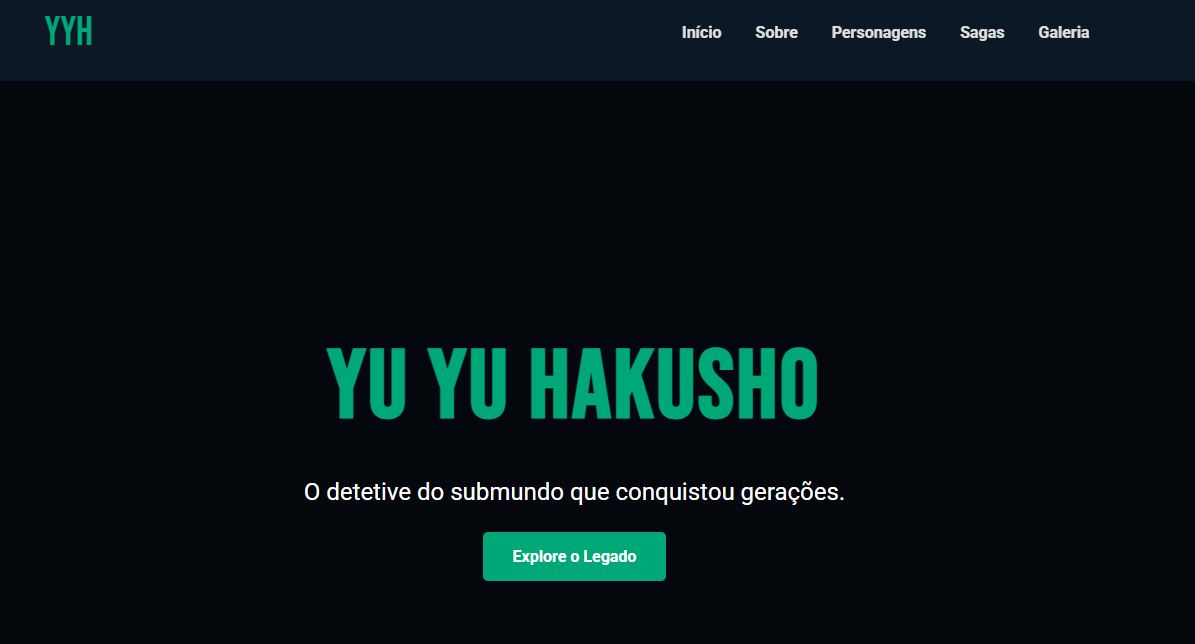 YYH
Início Sobre Personagens Sagas Galeria
YU YU HAKUSHO
O detetive do submundo que conquistou gerações.
Explore o Legado